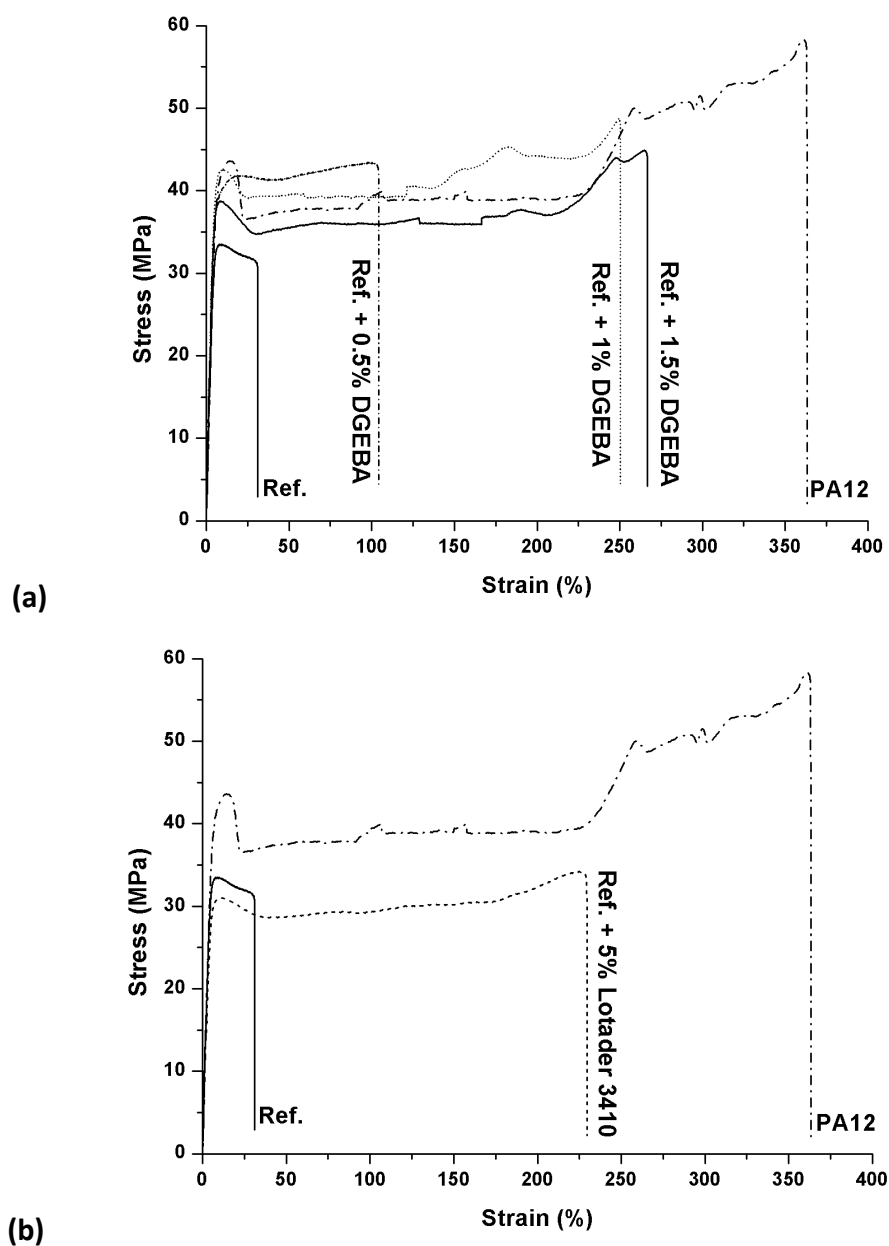 60
50
40
30
20
10
0
Stress (MPa)
Ref.
Ref. + 0.5% DGEBA
Ref. + 1% DGEBA
Ref. + 1.5% DGEBA
PA12
0 50 100 150 200 250 300 350 400
Strain (%)
(a)
60
50
40
30
20
10
0
Stress (MPa)
Ref.
Ref. + 5% Lotader 3410
PA12
0 50 100 150 200 250 300 350 400
Strain (%)
(b)